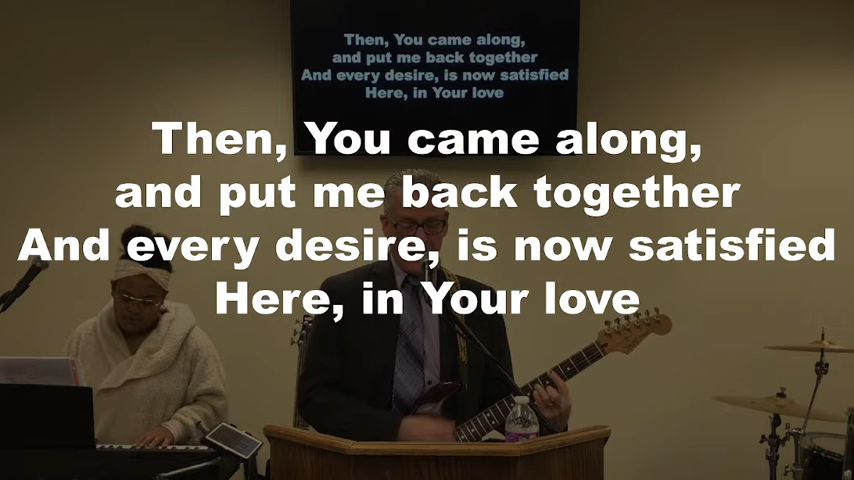 Then, You came along,
and put me back together
And every desire, is now satisfied
Here, in Your love
Then, You came along,
and put me back together
And every desire, is now satisfied
Here, in Your love